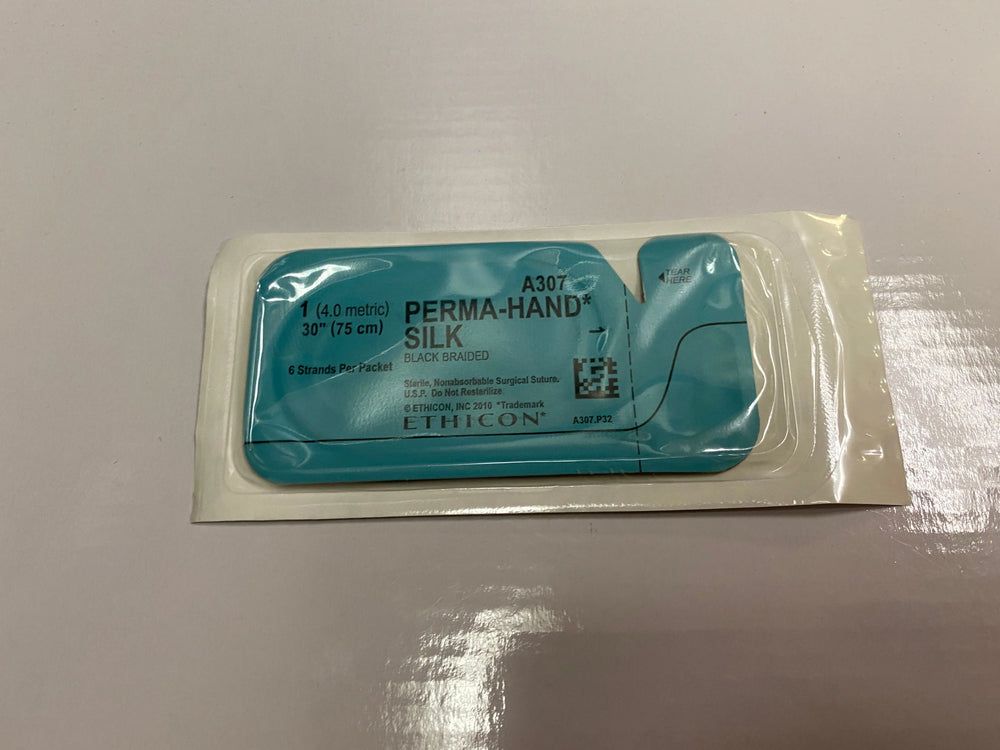 A307
1 (4.0 metric)
30" (75 cm)
6 Strands Per Packet
PERMA-HAND*
SILK
BLACK BRAIDED
Sterile, Nonabsorbable Surgical Suture.
U.S.P. Do Not Resterilize
© ETHICON, INC 2010 *Trademark
ETHICON*
A307.P32
TEAR
HERE